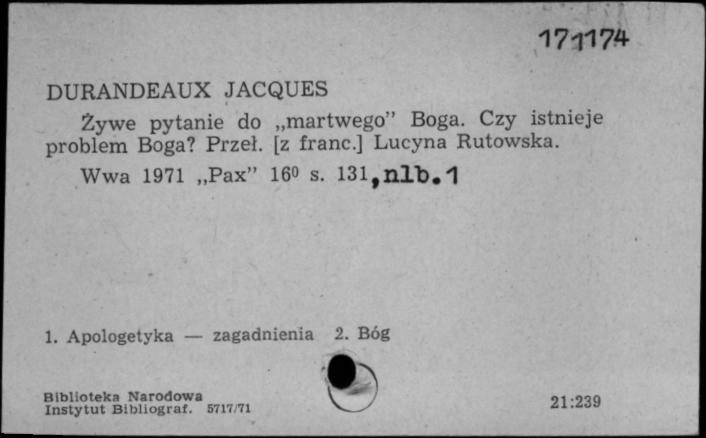 171174
DURANDEAUX JACQUES
Żywe pytanie do „martwego” Boga. Czy istnieje
problem Boga? Przeł. [z franc.] Lucyna Rutowska.
Wwa 1971 „Pax” 16⁰ s. 131, nlb. 1
1. Apologetyka — zagadnienia 2. Bóg
Biblioteka Narodowa
Instytut Bibliograf. 5717/71
21:239